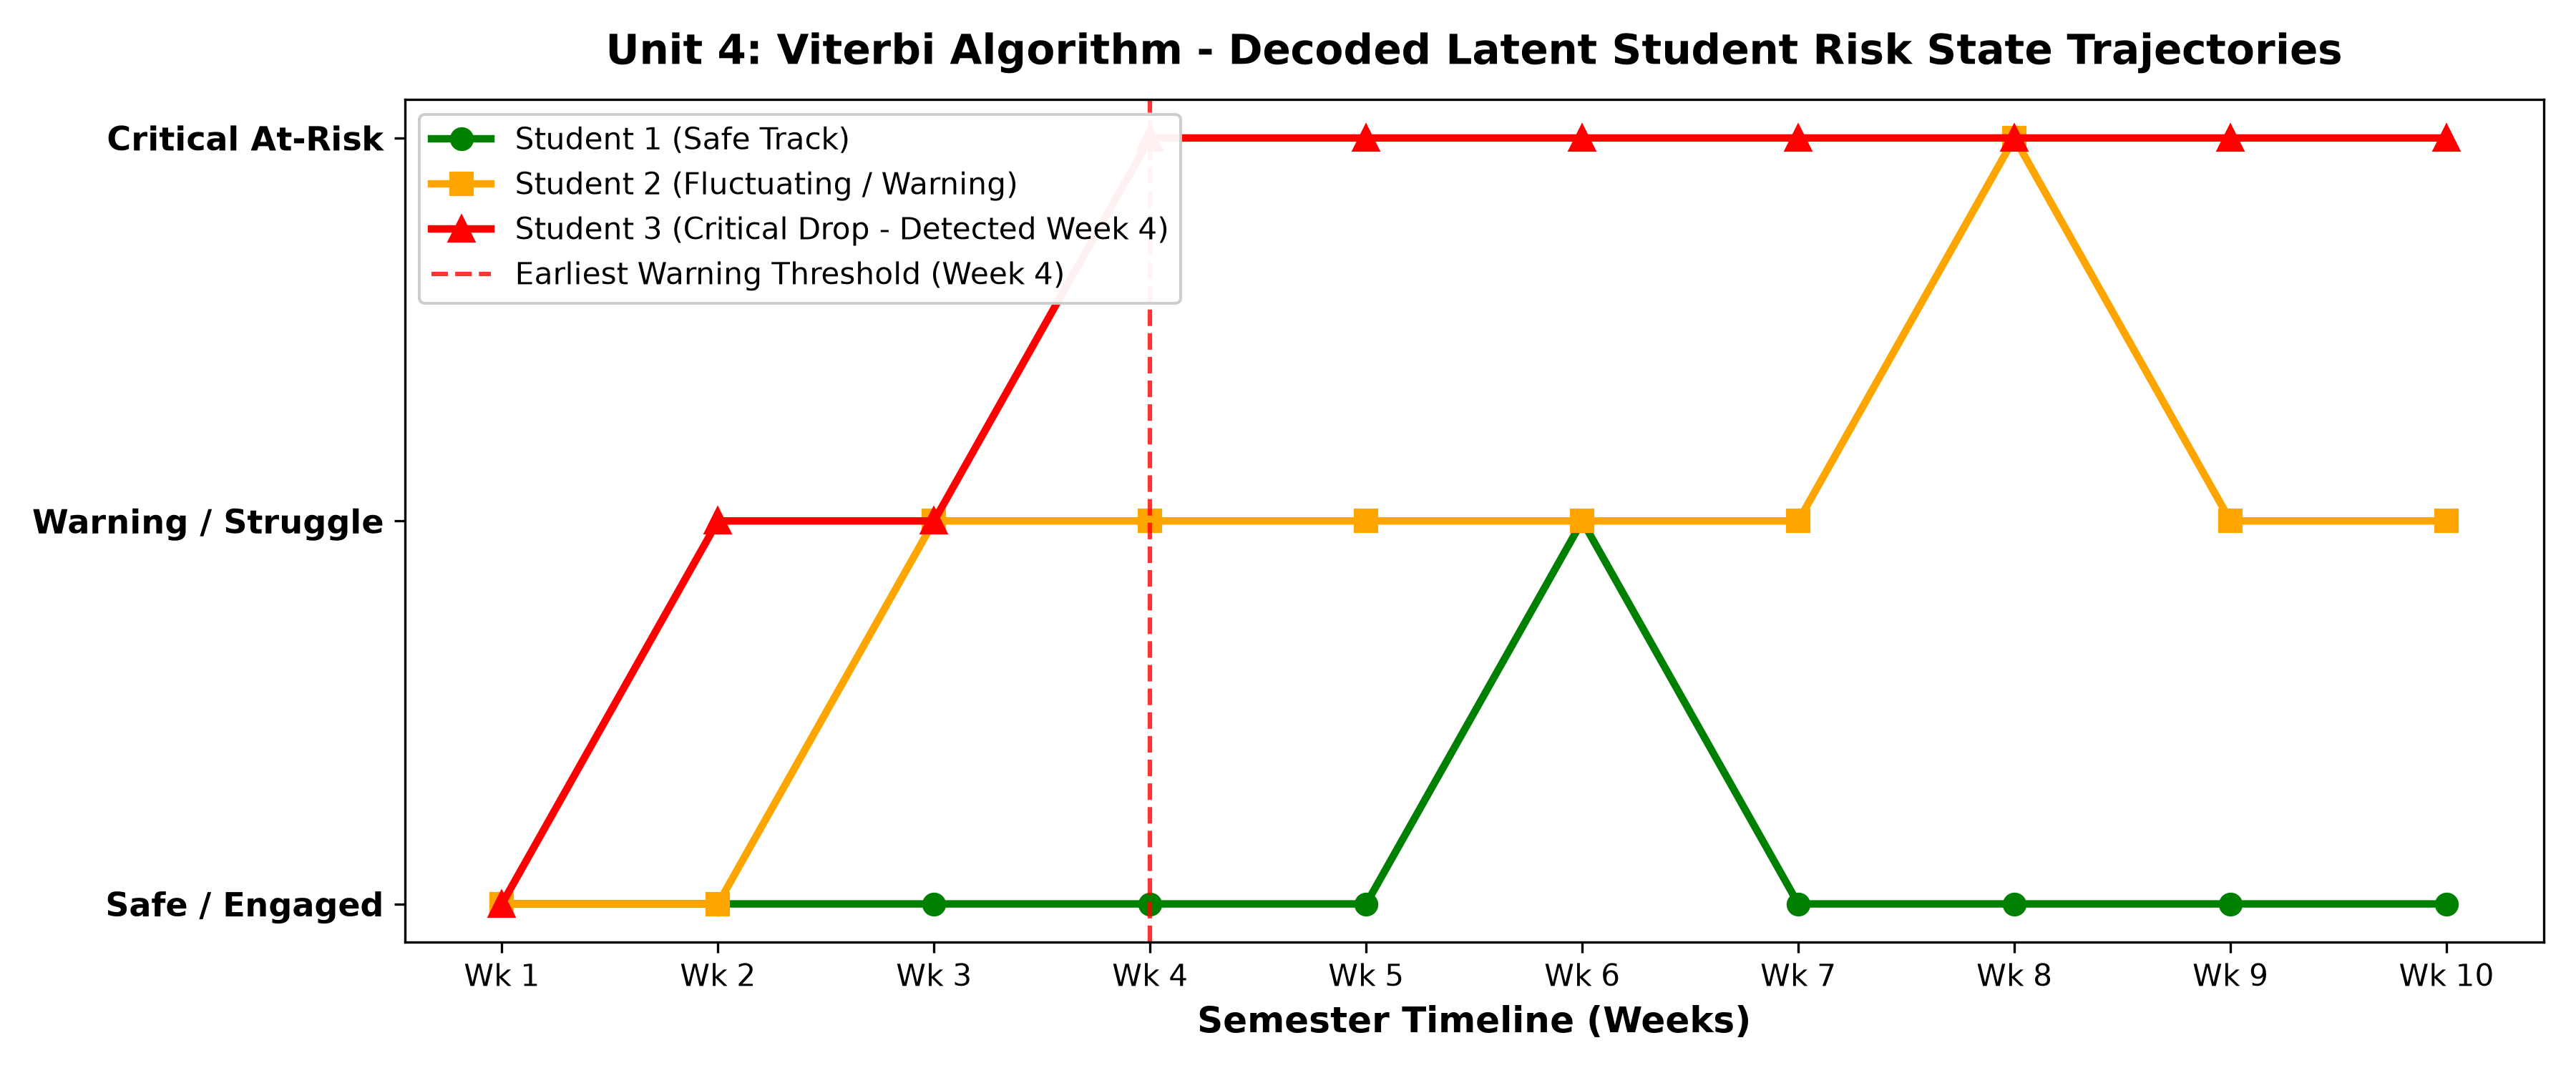 Unit 4: Viterbi Algorithm - Decoded Latent Student Risk State Trajectories
Critical At-Risk
Warning / Struggle
Safe / Engaged
Student 1 (Safe Track)
Student 2 (Fluctuating / Warning)
Student 3 (Critical Drop - Detected Week 4)
Earliest Warning Threshold (Week 4)
Wk 1 Wk 2 Wk 3 Wk 4 Wk 5 Wk 6 Wk 7 Wk 8 Wk 9 Wk 10
Semester Timeline (Weeks)